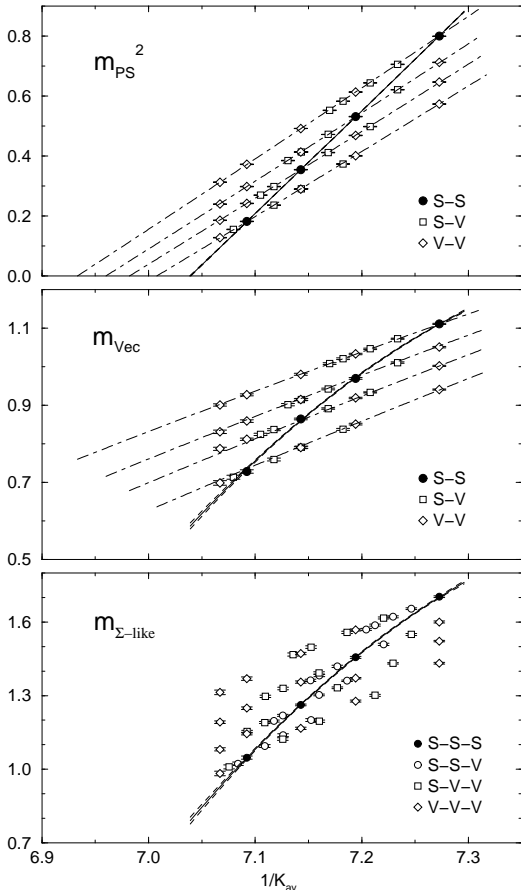 0.8
m_PS^2
0.6
0.4
S–S
0.2
S–V
V–V
0.0
1.1
m_Vec
0.9
S–S
0.7
S–V
V–V
0.5
1.6
m_Σ–like
1.3
S–S–S
S–S–V
1.0
S–V–V
V–V–V
0.7
6.9 7.0 7.1 7.2 7.3
1/K_av